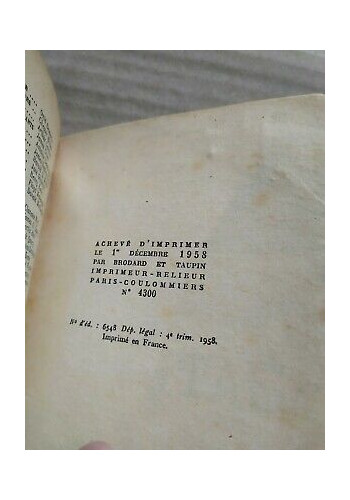 ACHEVÉ D'IMPRIMER
LE 1er DÉCEMBRE 1958
PAR BRODARD ET TAUPIN
IMPRIMEUR-RELIEUR
PARIS-COULOMMIERS
N° 4300
N° d'éd. : 6548 Dép. légal : 4e trim. 1958.
Imprimé en France.